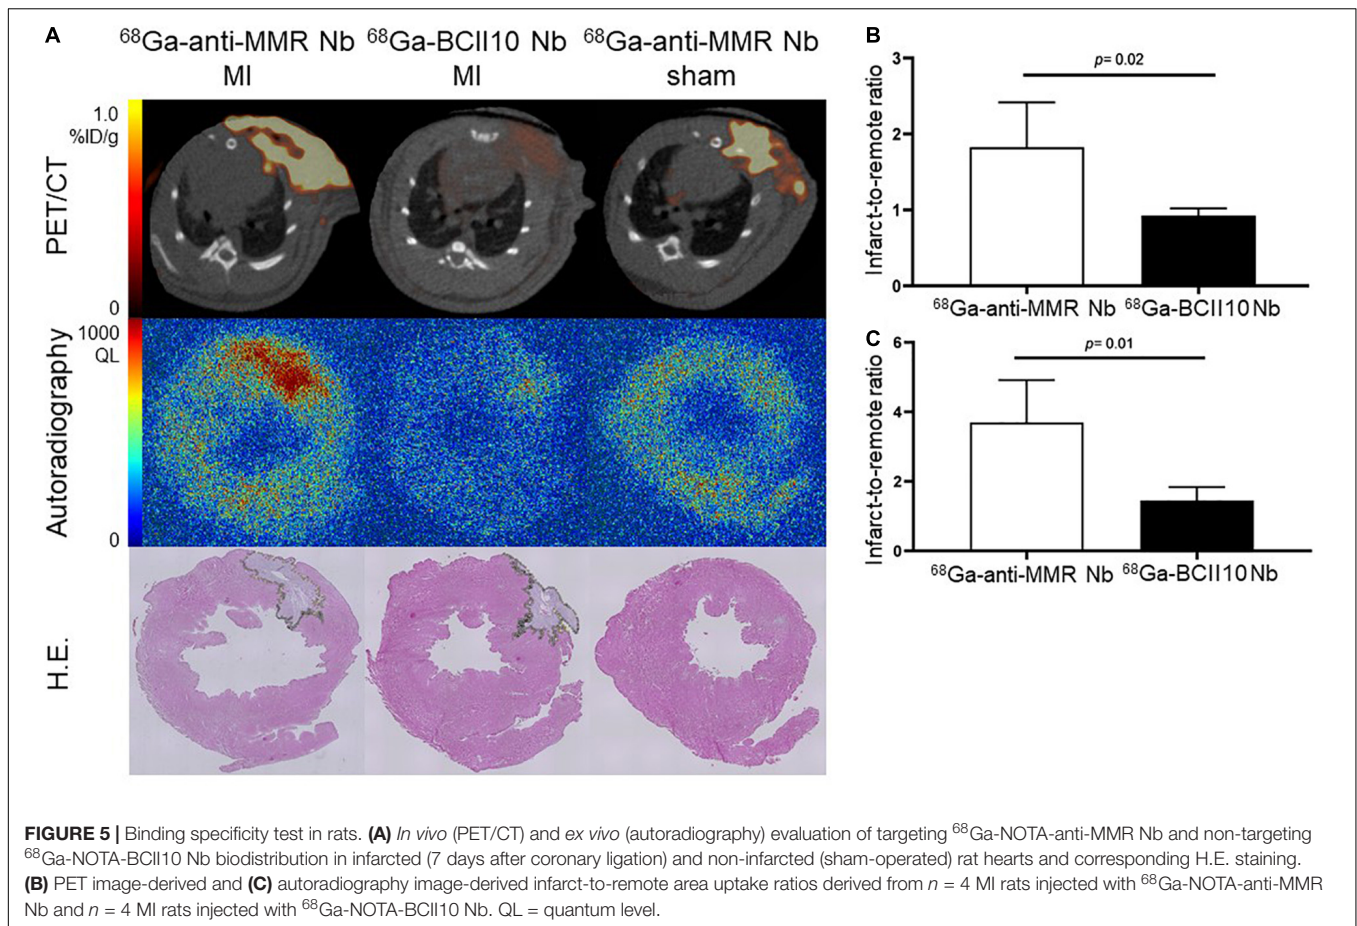 A
⁶⁸Ga-anti-MMR Nb ⁶⁸Ga-BCII10 Nb ⁶⁸Ga-anti-MMR Nb
MI MI sham
1.0
%ID/g
PET/CT
0
1000
QL
Autoradiography
0
H.E.
B
3
p= 0.02
2
Infarct-to-remote ratio
1
0
⁶⁸Ga-anti-MMR Nb ⁶⁸Ga-BCII10 Nb
C
6
p= 0.01
4
Infarct-to-remote ratio
2
0
⁶⁸Ga-anti-MMR Nb ⁶⁸Ga-BCII10 Nb
FIGURE 5 | Binding specificity test in rats. (A) In vivo (PET/CT) and ex vivo (autoradiography) evaluation of targeting ⁶⁸Ga-NOTA-anti-MMR Nb and non-targeting
⁶⁸Ga-NOTA-BCII10 Nb biodistribution in infarcted (7 days after coronary ligation) and non-infarcted (sham-operated) rat hearts and corresponding H.E. staining.
(B) PET image-derived and (C) autoradiography image-derived infarct-to-remote area uptake ratios derived from n = 4 MI rats injected with ⁶⁸Ga-NOTA-anti-MMR
Nb and n = 4 MI rats injected with ⁶⁸Ga-NOTA-BCII10 Nb. QL = quantum level.